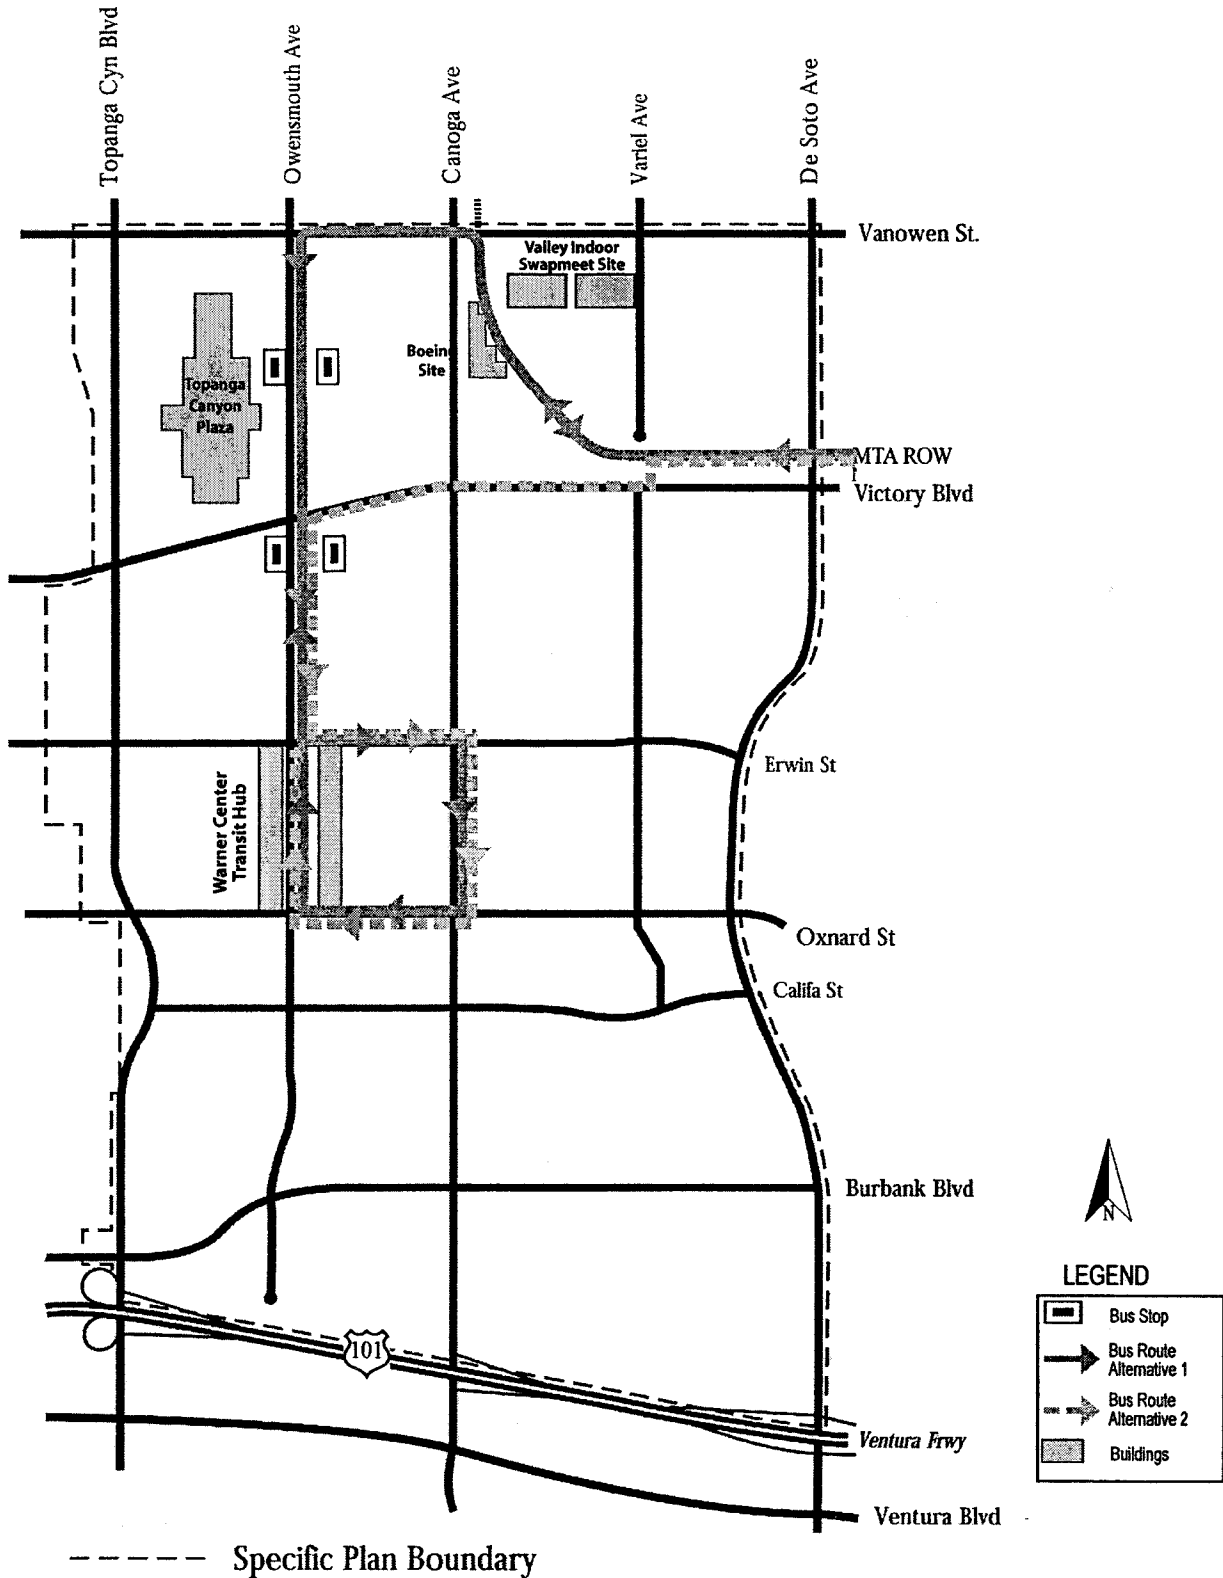 Topanga Cyn Blvd
Owensmouth Ave
Canoga Ave
Variel Ave
De Soto Ave
Vanowen St.
Valley Indoor
Swapmeet Site
Boeing
Site
Topanga
Canyon
Plaza
MTA ROW
Victory Blvd
Erwin St
Warner Center
Transit Hub
Oxnard St
Califa St
Burbank Blvd
N
LEGEND
Bus Stop
Bus Route
Alternative 1
Bus Route
Alternative 2
Buildings
101
Ventura Frwy
Ventura Blvd
Specific Plan Boundary